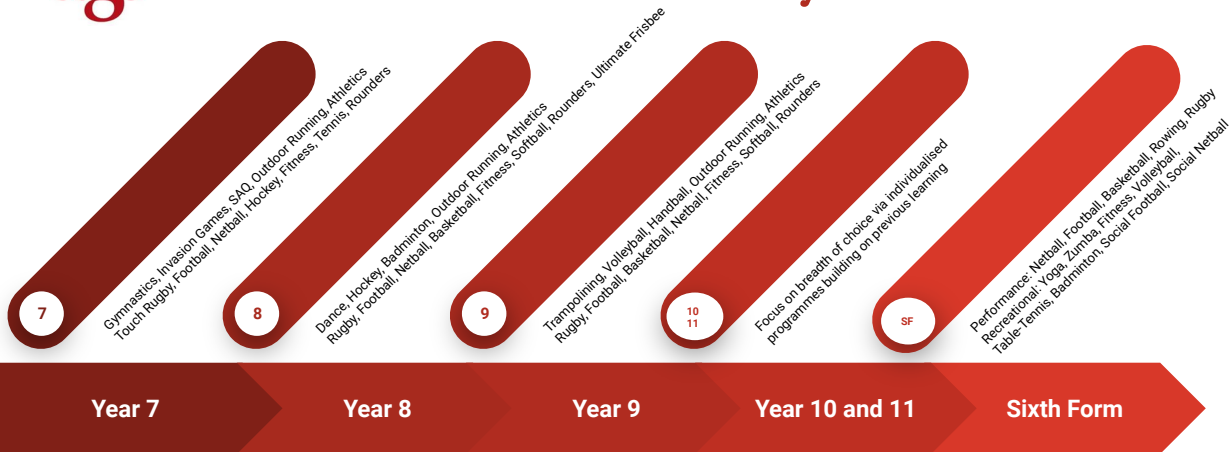 7
Gymnastics, Invasion Games, SAQ, Outdoor Running, Athletics
Touch Rugby, Football, Netball, Hockey, Fitness, Tennis, Rounders
8
Dance, Hockey, Badminton, Outdoor Running, Athletics
Rugby, Football, Netball, Basketball, Fitness, Softball, Rounders, Ultimate Frisbee
9
Trampolining, Volleyball, Handball, Outdoor Running, Athletics
Rugby, Football, Basketball, Netball, Fitness, Softball, Rounders
10
11
Focus on breadth of choice via individualised
programmes building on previous learning
SF
Performance: Netball, Football, Basketball, Rowing, Rugby
Recreational: Yoga, Zumba, Fitness, Volleyball,
Table-Tennis, Badminton, Social Football, Social Netball
Year 7
Year 8
Year 9
Year 10 and 11
Sixth Form